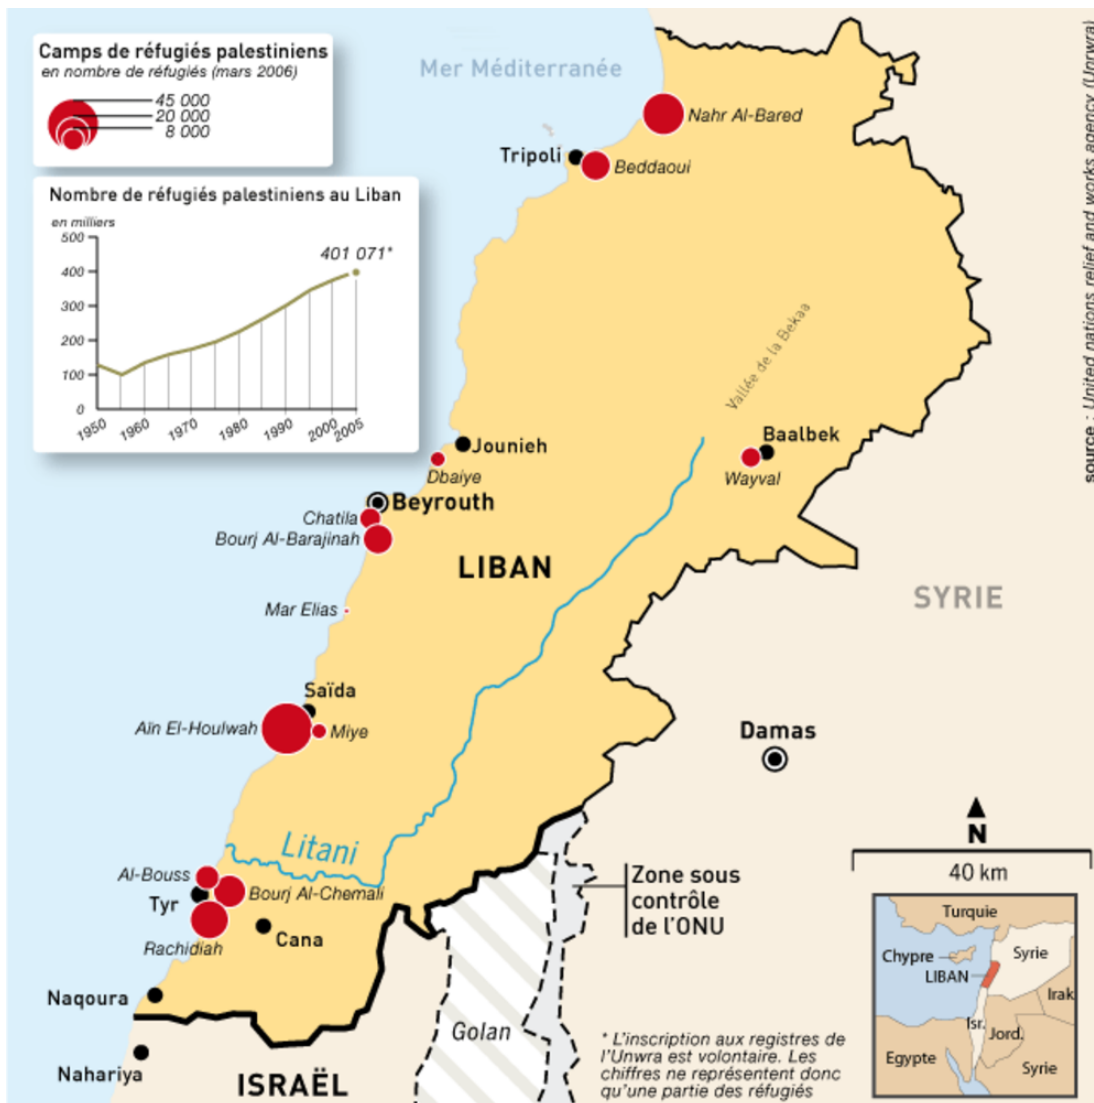 Camps de réfugiés palestiniens
en nombre de réfugiés (mars 2006)
45 000
20 000
8 000
Nombre de réfugiés palestiniens au Liban
en milliers
500
400
300
200
100
0
401 071*
1950
1960
1970
1980
1990
2000
2005
Mer Méditerranée
Nahr Al-Bared
Tripoli
Beddaoui
Vallée de la Bekaa
Jounieh
Dbaiye
Baalbek
Wayval
Beyrouth
Chatila
Bourj Al-Barajinah
LIBAN
SYRIE
Mar Elias
Saïda
Aïn El-Houlwah
Miye
Damas
Litani
Al-Bouss
Bourj Al-Chemali
Tyr
Rachidiah
Cana
Naqoura
Nahariya
ISRAËL
Golan
Zone sous
contrôle
de l'ONU
N
40 km
Turquie
Chypre
Syrie
LIBAN
Irak
Isr.
Jord.
Egypte
Syrie
* L'inscription aux registres de
l'Unwra est volontaire. Les
chiffres ne représentent donc
qu'une partie des réfugiés
source : United nations relief and works agency (Unrwa)